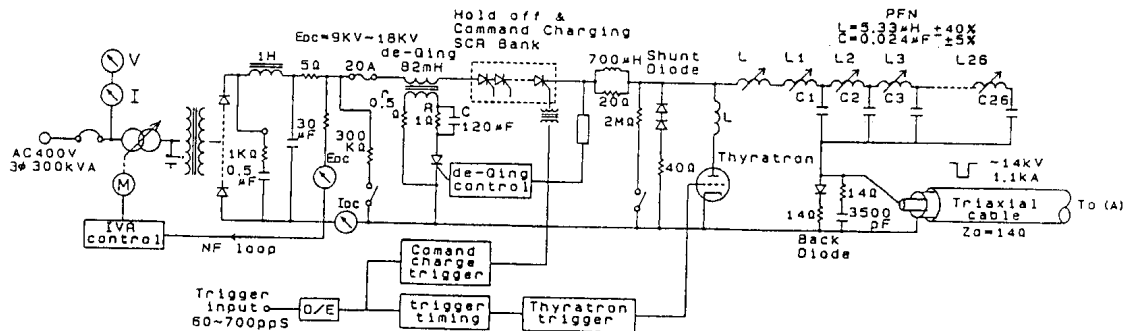 Hold off &
Command Charging
SCR Bank
PFN
L=5.33μH ±40%
C=0.024μF ±5%
EDC=9KV~18KV
de-Qing
82mH
1H
5Ω
20A
700μH
20Ω
Shunt
Diode
L
L1
L2
L3
L26
C1
C2
C3
C26
V
I
AC400V
3φ300kVA
M
IVA
control
1KΩ
0.5
μF
30
μF
EDC
300
KΩ
r
0.5
Ω
R
1Ω
C
120μF
de-Qing
control
2MΩ
40Ω
L
Thyratron
~14kV
1.1kA
14Ω
14Ω
3500
pF
Triaxial
cable
Zo=14Ω
To (A)
Back
Diode
IDC
NF loop
Comand
charge
trigger
Trigger
input
60~700ppS
O/E
trigger
timing
Thyratron
trigger